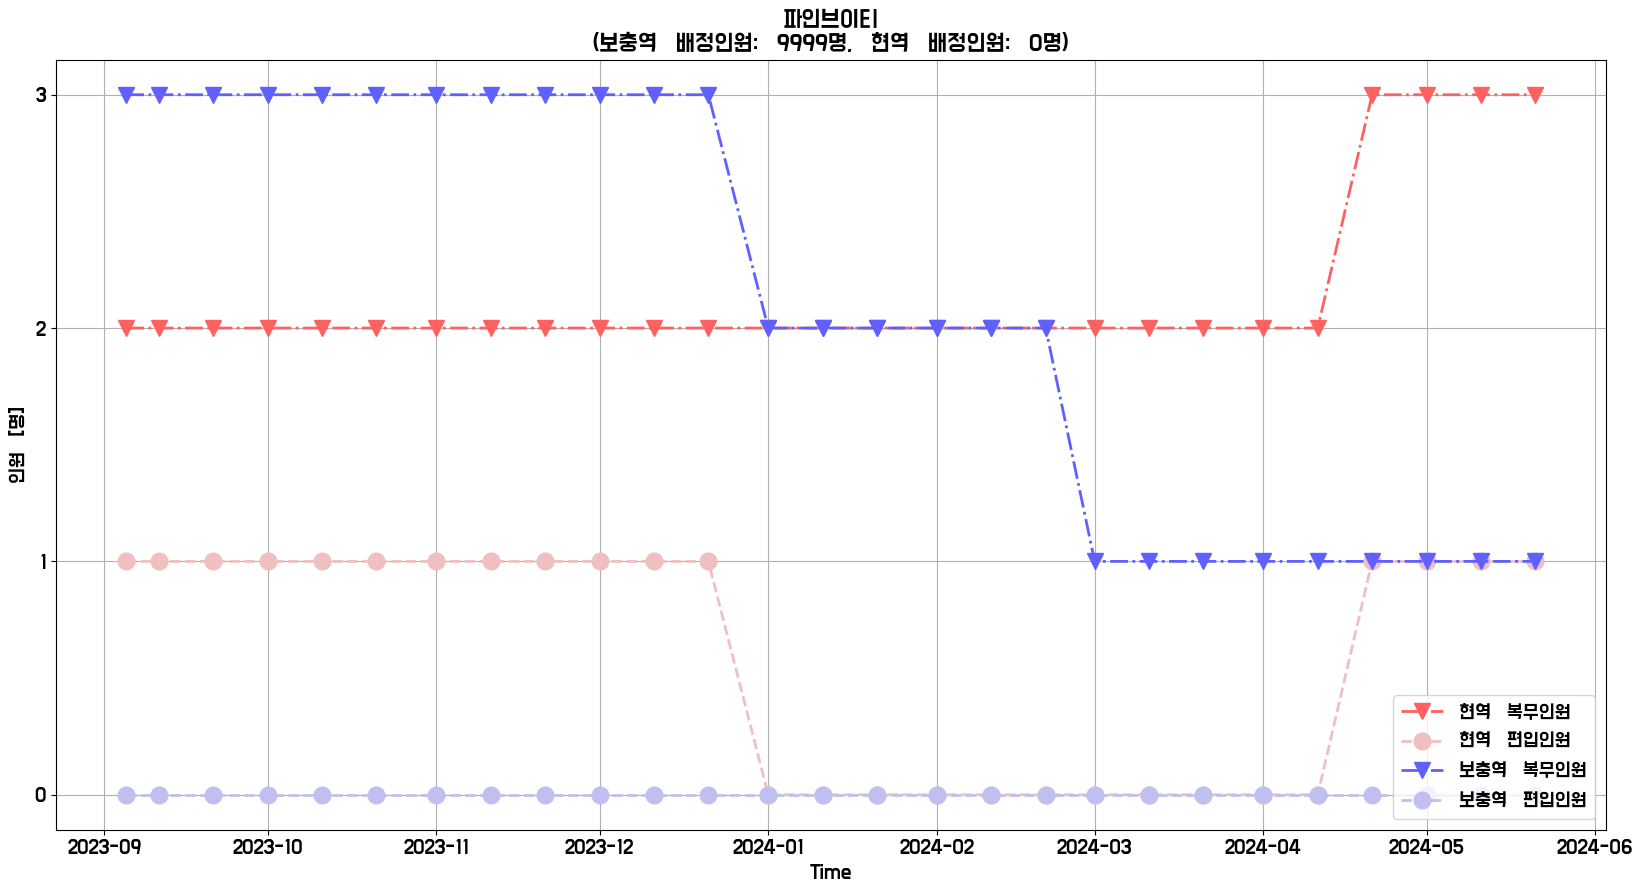 파인브이티
(보충역 배정인원: 9999명, 현역 배정인원: 0명)
3
2
1
0
인원 [명]
2023-09 2023-10 2023-11 2023-12 2024-01 2024-02 2024-03 2024-04 2024-05 2024-06
Time
현역 복무인원
현역 편입인원
보충역 복무인원
보충역 편입인원